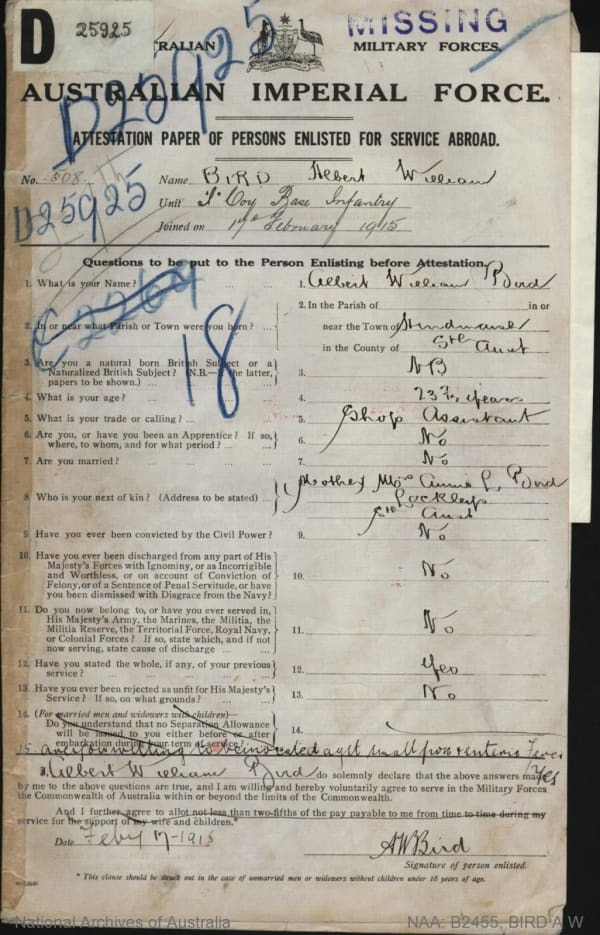 D 25925
MISSING
AUSTRALIAN MILITARY FORCES.
AUSTRALIAN IMPERIAL FORCE.
D25925
ATTESTATION PAPER OF PERSONS ENLISTED FOR SERVICE ABROAD.
No. 508 Name BIRD Albert William
D25925
Unit "A" Coy Base Infantry
Joined on 17th February 1915
Questions to be put to the Person Enlisting before Attestation.
1. What is your Name? ... ... 1. Albert William Bird
C2264
2. In or near what Parish or Town were you born? ... 2. In the Parish of in or
near the Town of Hindmarsh
in the County of Sth Aust
18
3. Are you a natural born British Subject or a
Naturalized British Subject? (N.B.—If the latter,
papers to be shown.) ... 3. NB
4. What is your age? ... ... 4. 23 years
5. What is your trade or calling? ... ... 5. Shop Assistant
6. Are you, or have you been an Apprentice? If so,
where, to whom, and for what period? ... ... 6. No
7. Are you married? ... ... 7. No
8. Who is your next of kin? (Address to be stated) ... 8. Mother Mrs Annie L. Bird
Lockleys
Sth Aust
9. Have you ever been convicted by the Civil Power? 9. No
10. Have you ever been discharged from any part of His
Majesty's Forces with Ignominy, or as Incorrigible
and Worthless, or on account of Conviction of
Felony, or of a Sentence of Penal Servitude, or have
you been dismissed with Disgrace from the Navy? 10. No
11. Do you now belong to, or have you ever served in,
His Majesty's Army, the Marines, the Militia, the
Militia Reserve, the Territorial Force, Royal Navy,
or Colonial Forces? If so, state which, and if not
now serving, state cause of discharge ... ... 11. No
12. Have you stated the whole, if any, of your previous
service? ... ... 12. Yes
13. Have you ever been rejected as unfit for His Majesty's
Service? If so, on what grounds? ... ... 13. No
14. (For married men and widowers with children)—
Do you understand that no Separation Allowance
will be issued to you either before or after
embarkation during your term of service? 14.
15 are you willing to be inoculated agst small pox & enteric Fever
Yes
I, Albert William Bird do solemnly declare that the above answers made
by me to the above questions are true, and I am willing and hereby voluntarily agree to serve in the Military Forces
of the Commonwealth of Australia within or beyond the limits of the Commonwealth.
And I further agree to allot not less than two-fifths of the pay payable to me from time to time during my
service for the support of my wife and children.*
Date Feby 17-1915
AWBird
Signature of person enlisted.
* This clause should be struck out in the case of unmarried men or widowers without children under 18 years of age.
National Archives of Australia NAA: B2455, BIRD A W